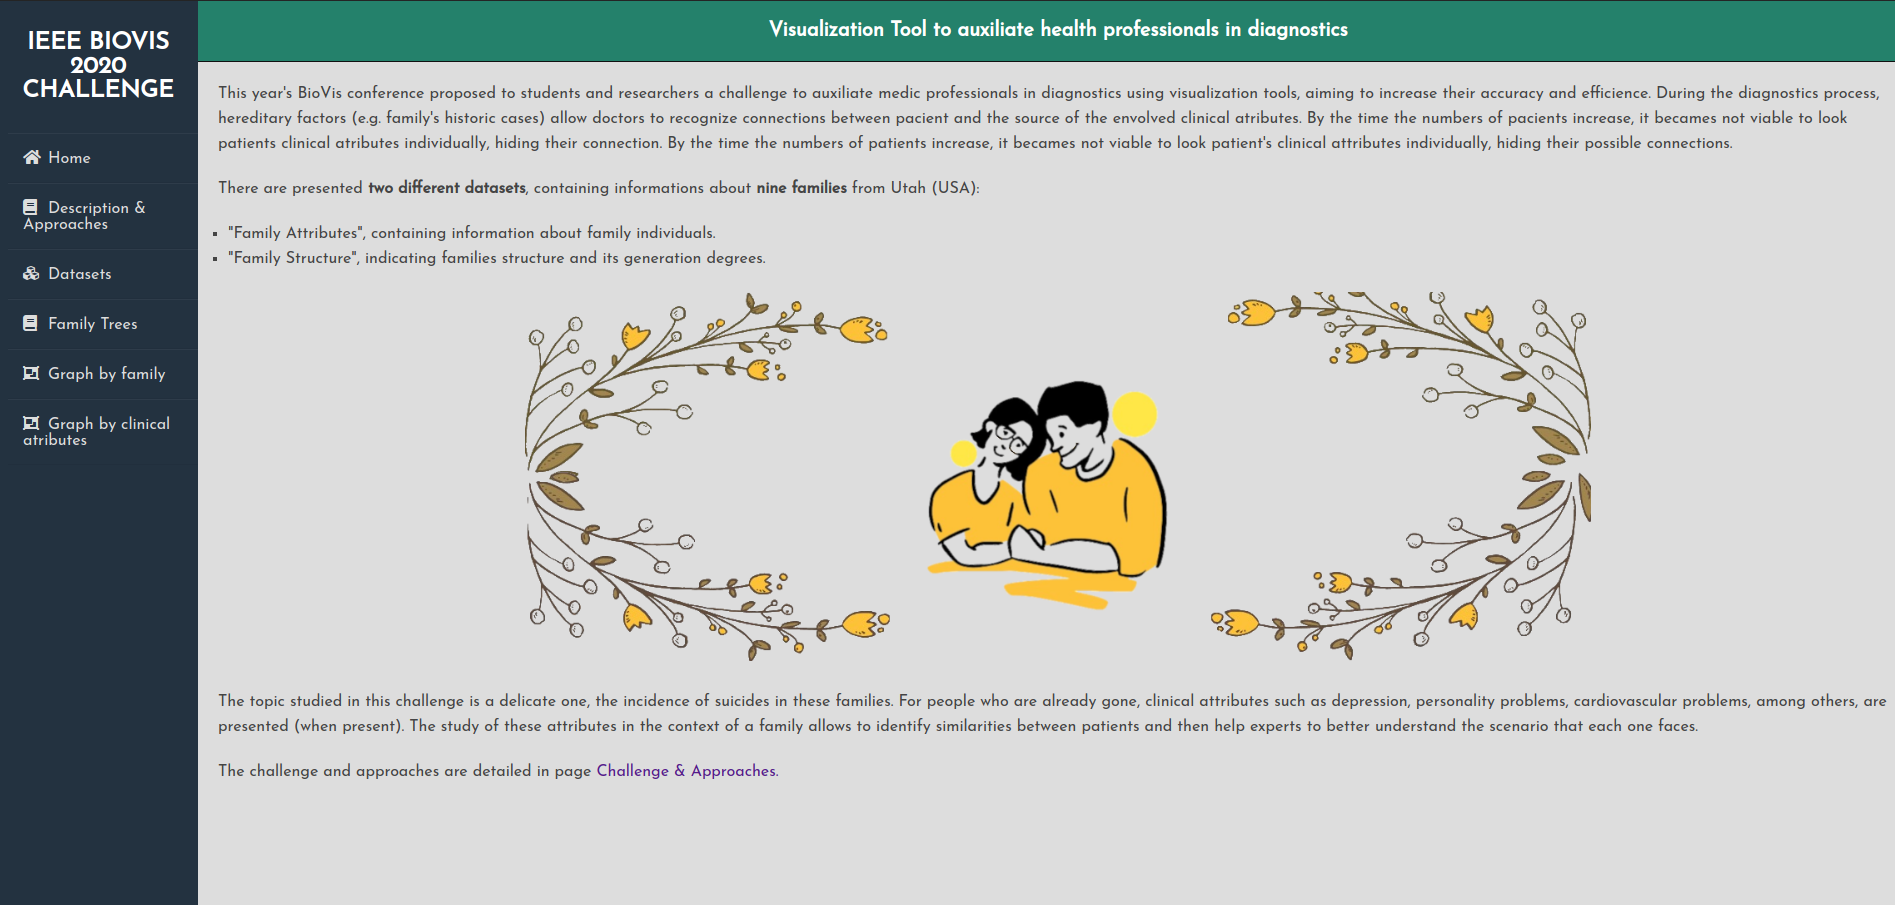 IEEE BIOVIS
2020
CHALLENGE
Home
Description &
Approaches
Datasets
Family Trees
Graph by family
Graph by clinical
atributes
Visualization Tool to auxiliate health professionals in diagnostics
This year's BioVis conference proposed to students and researchers a challenge to auxiliate medic professionals in diagnostics using visualization tools, aiming to increase their accuracy and efficience. During the diagnostics process,
hereditary factors (e.g. family's historic cases) allow doctors to recognize connections between pacient and the source of the envolved clinical atributes. By the time the numbers of pacients increase, it becames not viable to look
patients clinical atributes individually, hiding their connection. By the time the numbers of patients increase, it becames not viable to look patient's clinical attributes individually, hiding their possible connections.
There are presented two different datasets, containing informations about nine families from Utah (USA):
"Family Attributes", containing information about family individuals.
"Family Structure", indicating families structure and its generation degrees.
The topic studied in this challenge is a delicate one, the incidence of suicides in these families. For people who are already gone, clinical attributes such as depression, personality problems, cardiovascular problems, among others, are
presented (when present). The study of these attributes in the context of a family allows to identify similarities between patients and then help experts to better understand the scenario that each one faces.
The challenge and approaches are detailed in page Challenge & Approaches.